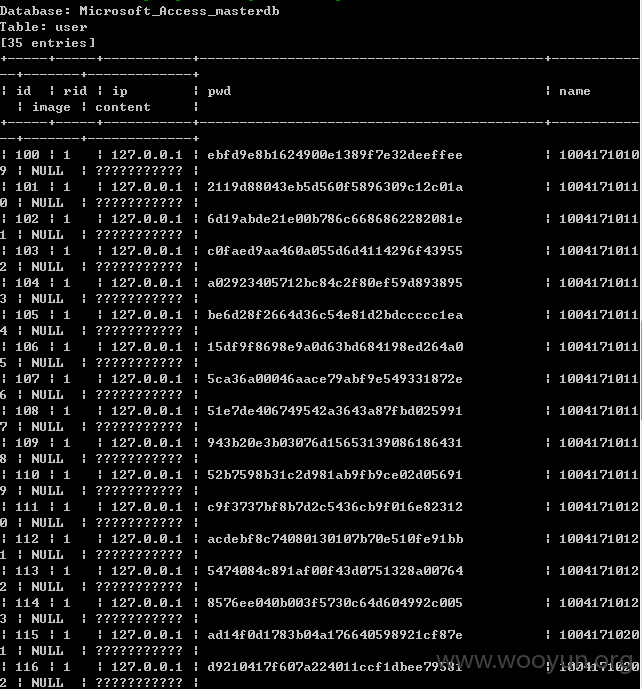 Database: Microsoft_Access_masterdb
Table: user
[35 entries]
+-----+-----+-----------+-------------------------------------------+-----------
--+-------+-------------+
| id | rid | ip | pwd | name
| image | content |
+-----+-----+-----------+-------------------------------------------+-----------
--+-------+-------------+
| 100 | 1 | 127.0.0.1 | ebfd9e8b1624900e1389f7e32deeffee | 1004171010
9 | NULL | ??????????? |
| 101 | 1 | 127.0.0.1 | 2119d88043eb5d560f5896309c12c01a | 1004171011
0 | NULL | ??????????? |
| 102 | 1 | 127.0.0.1 | 6d19abde21e00b786c6686862282081e | 1004171011
1 | NULL | ??????????? |
| 103 | 1 | 127.0.0.1 | c0faed9aa460a055d6d4114296f43955 | 1004171011
2 | NULL | ??????????? |
| 104 | 1 | 127.0.0.1 | a02923405712bc84c2f80ef59d893895 | 1004171011
3 | NULL | ??????????? |
| 105 | 1 | 127.0.0.1 | be6d28f2664d36c54e81d2bdccccc1ea | 1004171011
4 | NULL | ??????????? |
| 106 | 1 | 127.0.0.1 | 15df9f8698e9a0d63bd684198ed264a0 | 1004171011
5 | NULL | ??????????? |
| 107 | 1 | 127.0.0.1 | 5ca36a00046aace79abf9e549331872e | 1004171011
6 | NULL | ??????????? |
| 108 | 1 | 127.0.0.1 | 51e7de406749542a3643a87fbd025991 | 1004171011
7 | NULL | ??????????? |
| 109 | 1 | 127.0.0.1 | 943b20e3b03076d15653139086186431 | 1004171011
8 | NULL | ??????????? |
| 110 | 1 | 127.0.0.1 | 52b7598b31c2d981ab9fb9ce02d05691 | 1004171011
9 | NULL | ??????????? |
| 111 | 1 | 127.0.0.1 | c9f3737bf8b7d2c5436cb9f016e82312 | 1004171012
0 | NULL | ??????????? |
| 112 | 1 | 127.0.0.1 | acdebf8c74080130107b70e510fe91bb | 1004171012
1 | NULL | ??????????? |
| 113 | 1 | 127.0.0.1 | 5474084c891af00f43d0751328a00764 | 1004171012
2 | NULL | ??????????? |
| 114 | 1 | 127.0.0.1 | 8576ee040b003f5730c64d604992c005 | 1004171012
3 | NULL | ??????????? |
| 115 | 1 | 127.0.0.1 | ad14f0d1783b04a176640598921cf87e | 1004171020
1 | NULL | ??????????? |
| 116 | 1 | 127.0.0.1 | d9210417f607a224011ccf1dbee79581 | 1004171020
2 | NULL | ??????????? |
www.wooyun.org